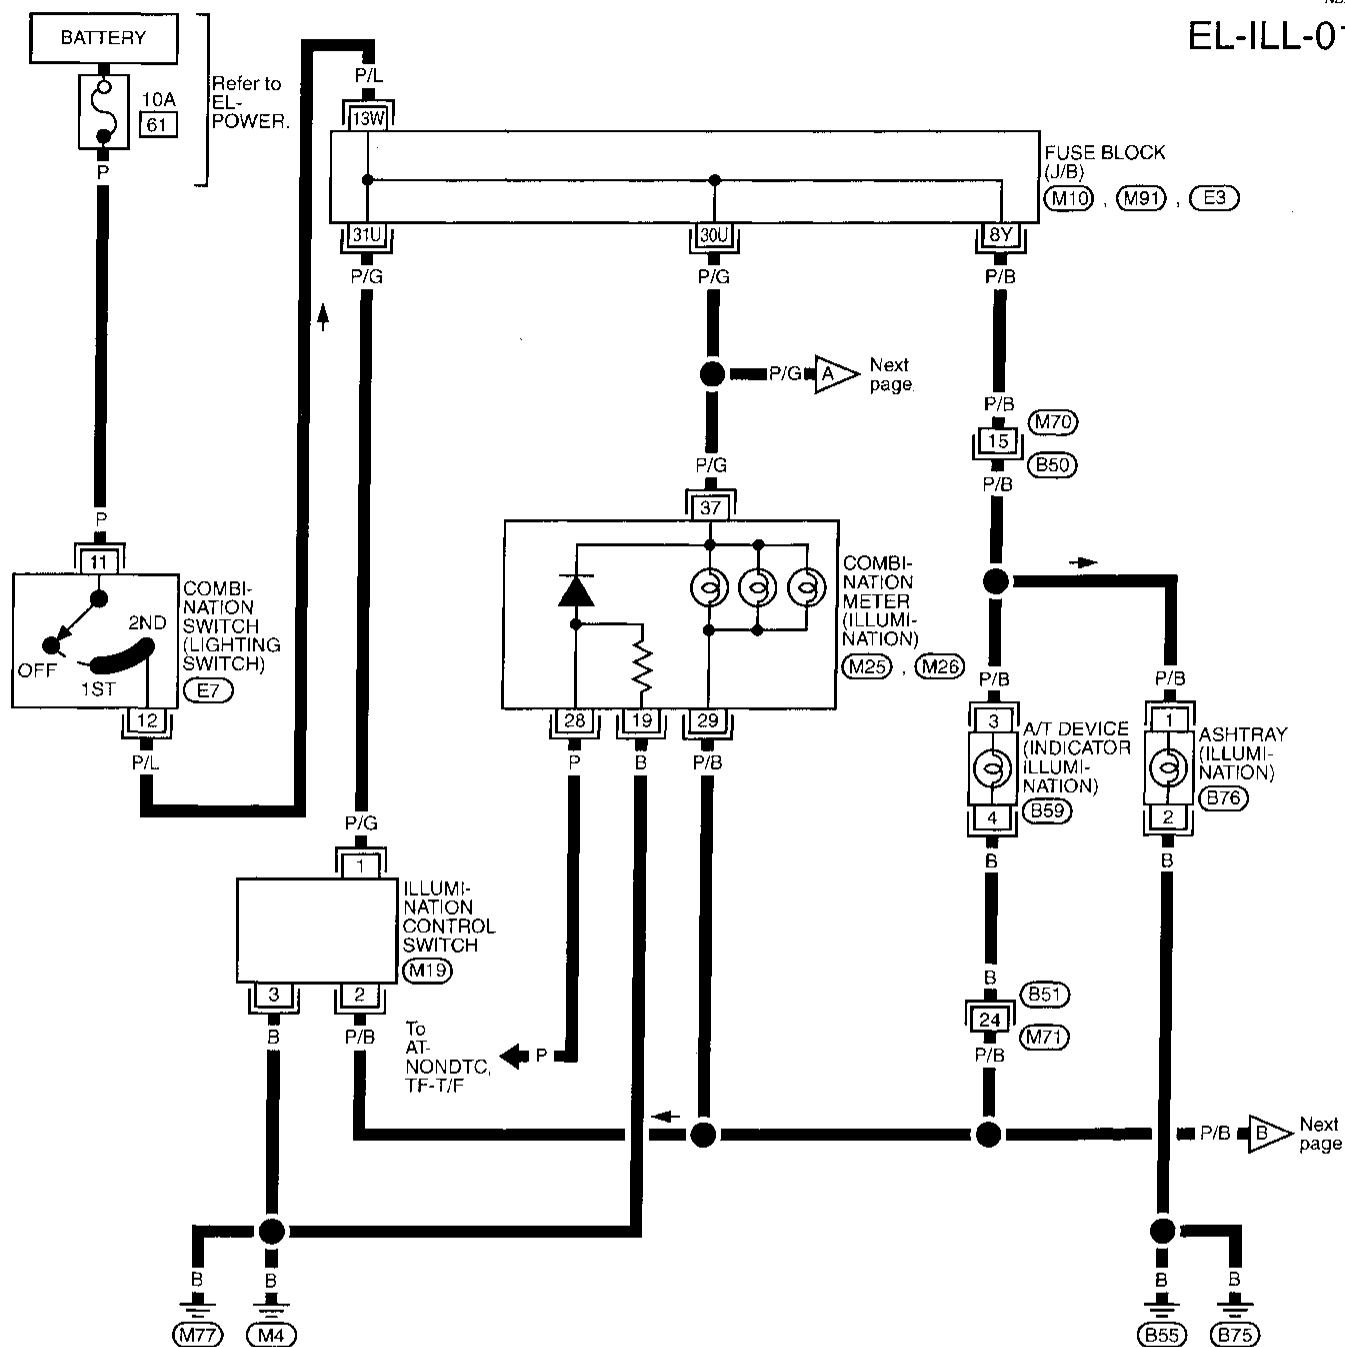 EL-ILL-01
BATTERY
10A
61
Refer to
EL-
POWER.
P
P
11
COMBI-
NATION
SWITCH
(LIGHTING
SWITCH)
E7
OFF
1ST
2ND
12
P/L
P/L
13W
FUSE BLOCK
(J/B)
M10 , M91 , E3
31U
30U
8Y
P/G
P/G
P/B
P/G
A
Next
page.
P/G
37
COMBI-
NATION
METER
(ILLUMI-
NATION)
M25 , M26
28
19
29
P
B
P/B
P/B
15
M70
B50
P/B
P/B
P/B
3
A/T DEVICE
(INDICATOR
ILLUMI-
NATION)
B59
4
1
ASHTRAY
(ILLUMI-
NATION)
B76
2
B
B
B
24
B51
M71
P/B
P/G
1
ILLUMI-
NATION
CONTROL
SWITCH
M19
3
2
B
P/B
To
AT-
NONDTC,
TF-T/F
P
P/B
B
Next
page
B
B
B
B
M77
M4
B55
B75